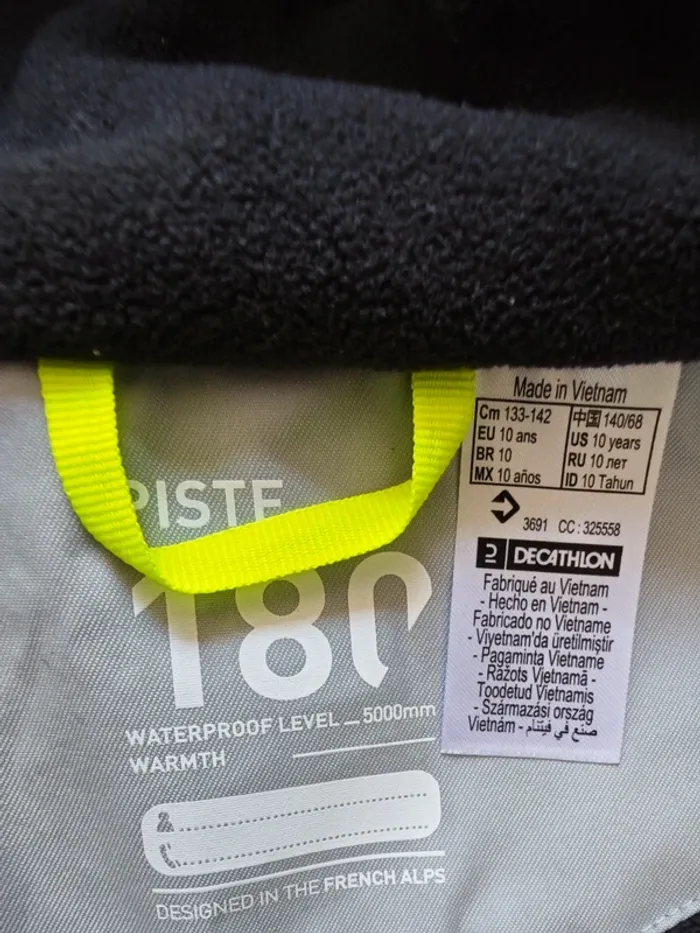 PISTE
180
WATERPROOF LEVEL — 5000mm
WARMTH
&
DESIGNED IN THE FRENCH ALPS
Made in Vietnam
Cm 133-142 中国 140/68
EU 10 ans US 10 years
BR 10 RU 10 лет
MX 10 años ID 10 Tahun
3691 CC : 325558
DECATHLON
Fabriqué au Vietnam
- Hecho en Vietnam -
Fabricado no Vietname
- Viyetnam'da üretilmiştir
- Pagaminta Vietname
- Ražots Vjetnamā -
Toodetud Vietnamis
- Származási ország
Vietnám - صنع في فيتنام